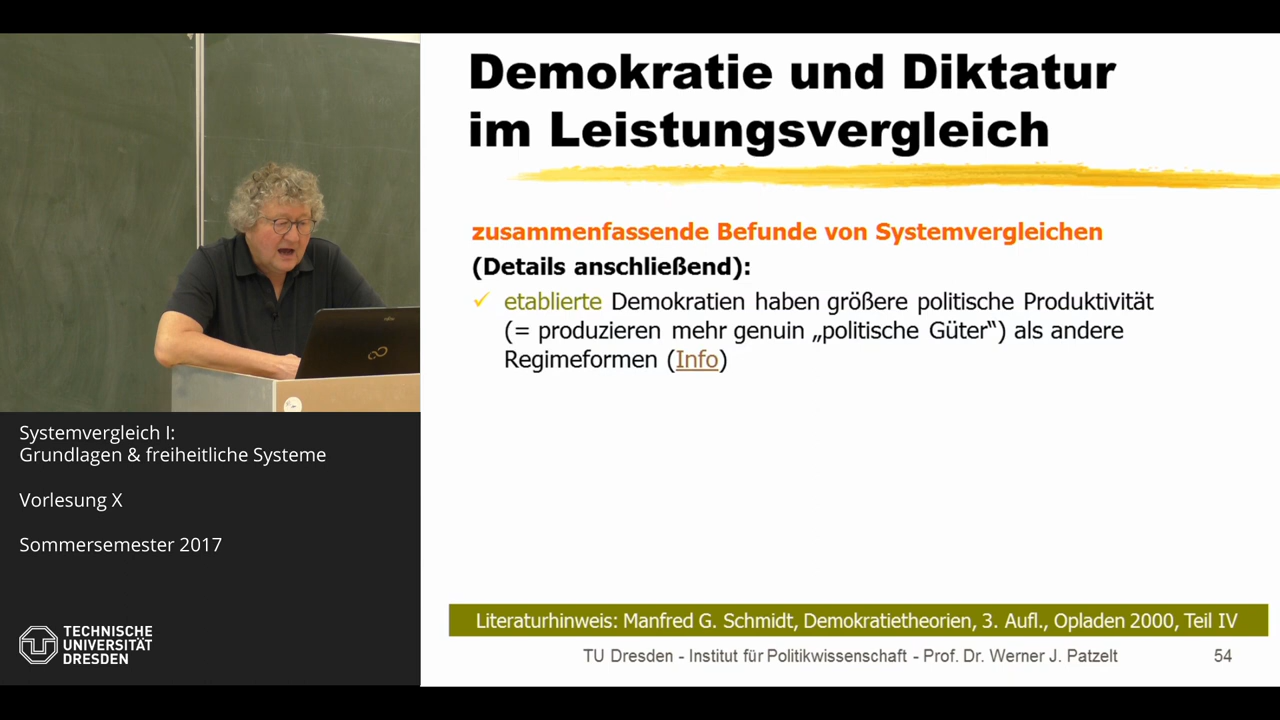 Demokratie und Diktatur
im Leistungsvergleich
zusammenfassende Befunde von Systemvergleichen
(Details anschließend):
✓ etablierte Demokratien haben größere politische Produktivität
(= produzieren mehr genuin „politische Güter“) als andere
Regimeformen (Info)
Literaturhinweis: Manfred G. Schmidt, Demokratietheorien, 3. Aufl., Opladen 2000, Teil IV
TU Dresden - Institut für Politikwissenschaft - Prof. Dr. Werner J. Patzelt 54
Systemvergleich I:
Grundlagen & freiheitliche Systeme
Vorlesung X
Sommersemester 2017
TECHNISCHE
UNIVERSITÄT
DRESDEN